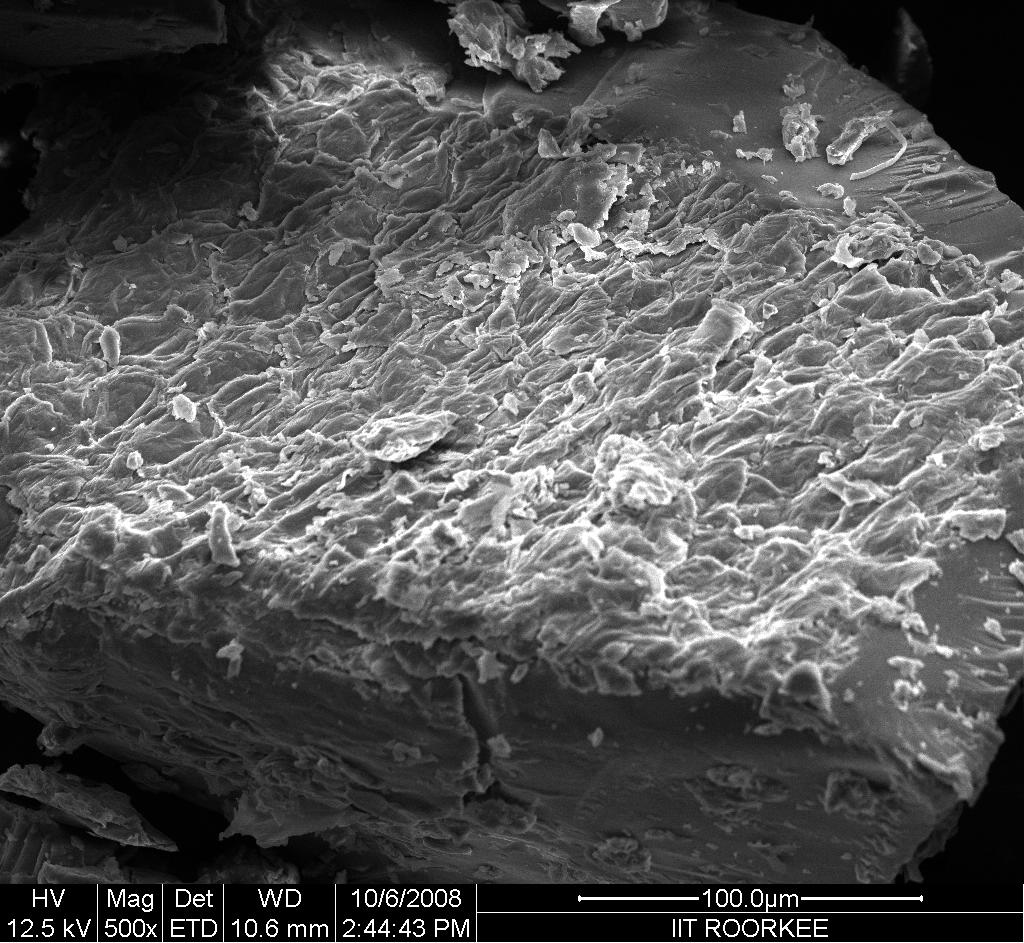 HV Mag Det WD 10/6/2008 100.0µm
12.5 kV 500x ETD 10.6 mm 2:44:43 PM IIT ROORKEE